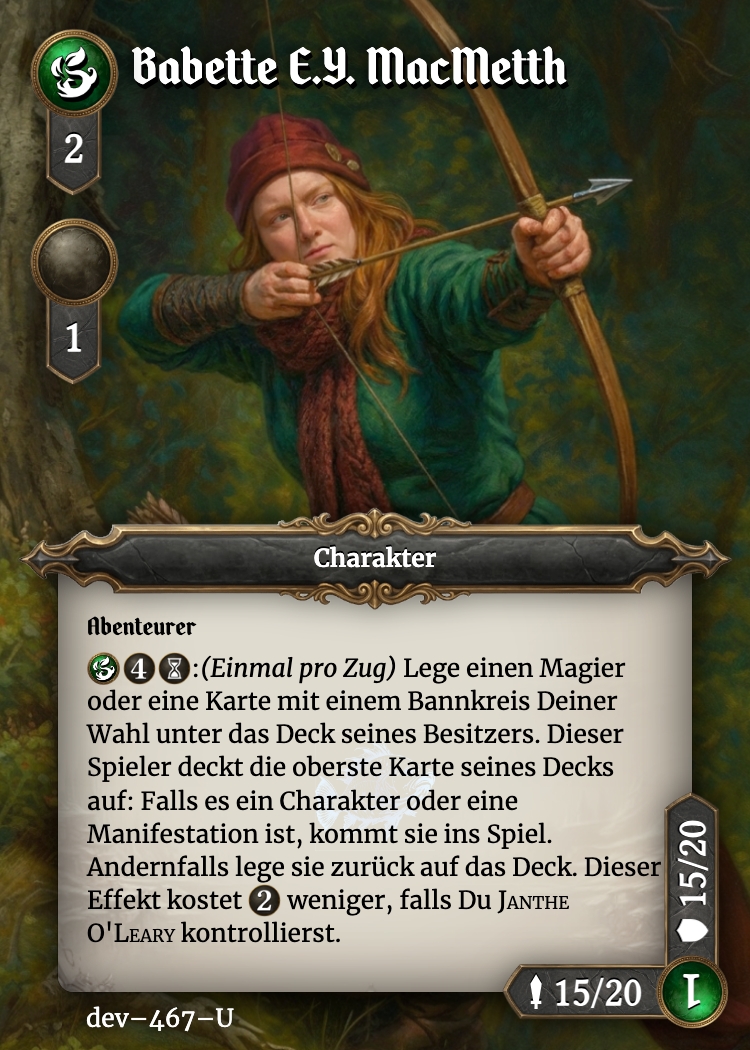 Babette E.Y. MacMetth
2
1
Charakter
Abenteurer
4 :(Einmal pro Zug) Lege einen Magier
oder eine Karte mit einem Bannkreis Deiner
Wahl unter das Deck seines Besitzers. Dieser
Spieler deckt die oberste Karte seines Decks
auf: Falls es ein Charakter oder eine
Manifestation ist, kommt sie ins Spiel.
Andernfalls lege sie zurück auf das Deck. Dieser
Effekt kostet 2 weniger, falls Du Janthe
O'Leary kontrollierst.
15/20
15/20
1
dev–467–U